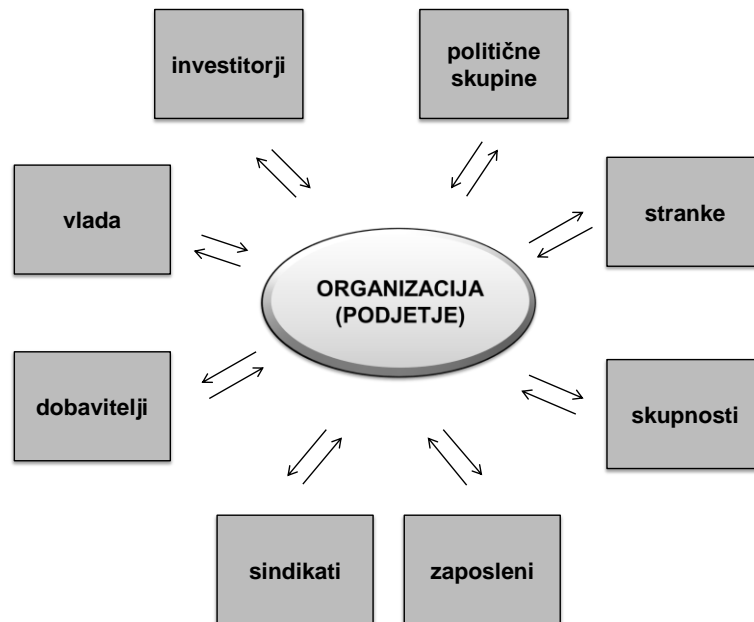 investitorji
politične
skupine
vlada
stranke
ORGANIZACIJA
(PODJETJE)
dobavitelji
skupnosti
sindikati
zaposleni